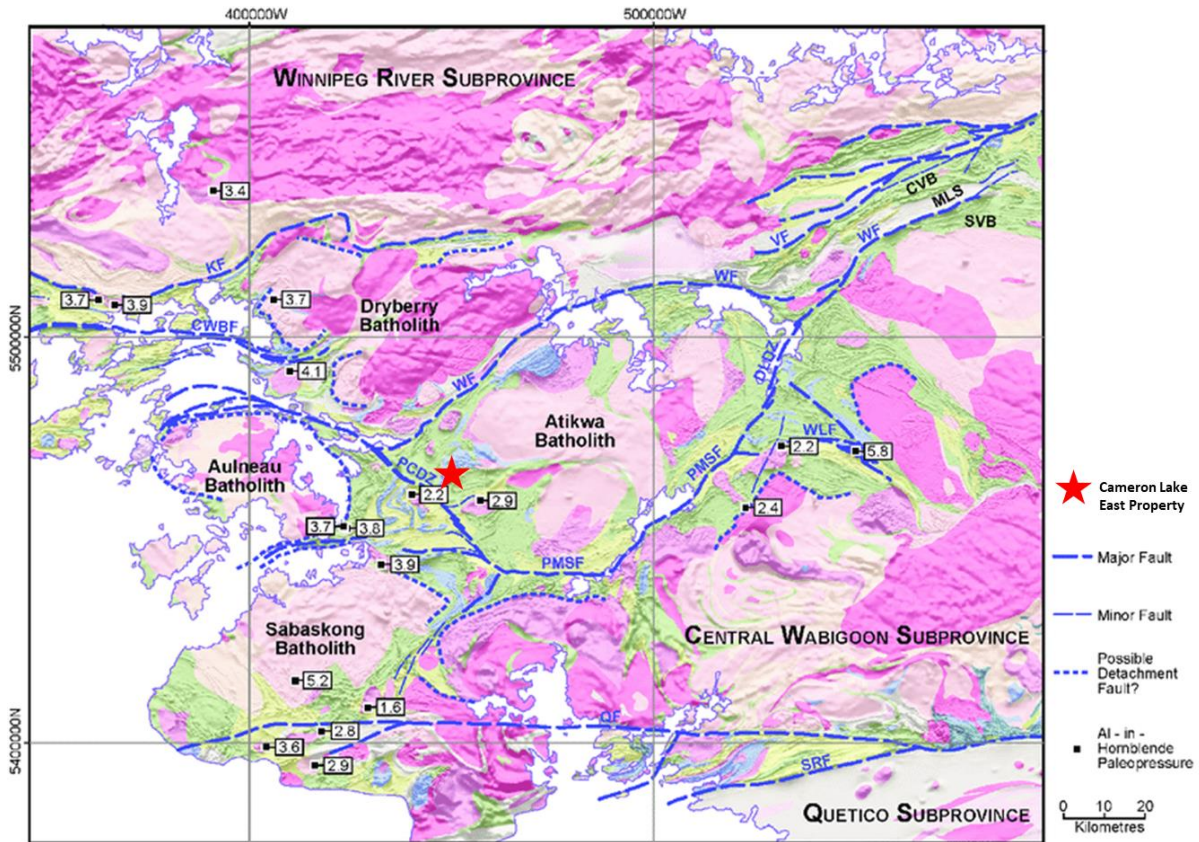 400000W
500000W
WINNIPEG RIVER SUBPROVINCE
3.4
CVB
MLS
SVB
VF
WF
KF
WF
3.7
3.9
3.7
Dryberry
Batholith
CWBF
5500000N
4.1
WF
DLDZ
Atikwa
Batholith
WLF
2.2
5.8
PMSF
Aulneau
Batholith
PCDZ
2.2
2.9
2.4
Cameron Lake
East Property
3.7
3.8
3.9
PMSF
Major Fault
Minor Fault
Sabaskong
Batholith
CENTRAL WABIGOON SUBPROVINCE
Possible
Detachment
Fault?
5.2
1.6
QF
2.8
3.6
2.9
5400000N
SRF
Al - in -
Hornblende
Paleopressure
QUETICO SUBPROVINCE
0 10 20
Kilometres